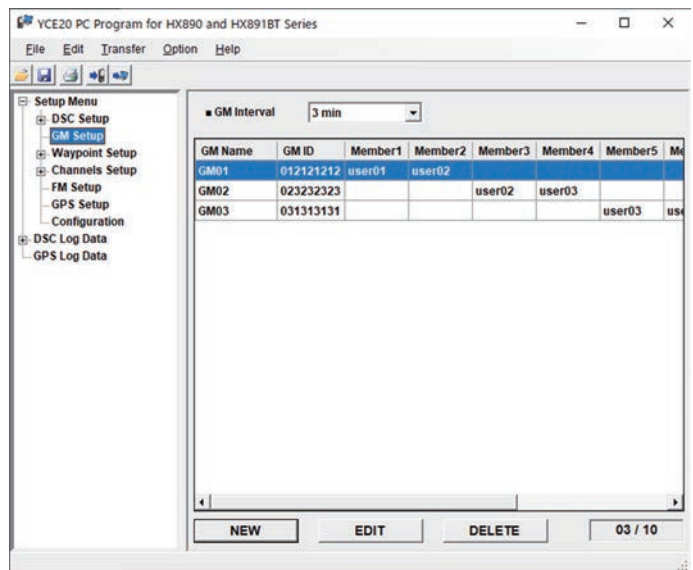 YCE20 PC Program for HX890 and HX891BT Series
File Edit Transfer Option Help
Setup Menu
DSC Setup
GM Setup
Waypoint Setup
Channels Setup
FM Setup
GPS Setup
Configuration
DSC Log Data
GPS Log Data
GM Interval 3 min
GM Name GM ID Member1 Member2 Member3 Member4 Member5 Me
GM01 012121212 user01 user02
GM02 023232323 user02 user03
GM03 031313131 user03 use
NEW EDIT DELETE 03 / 10